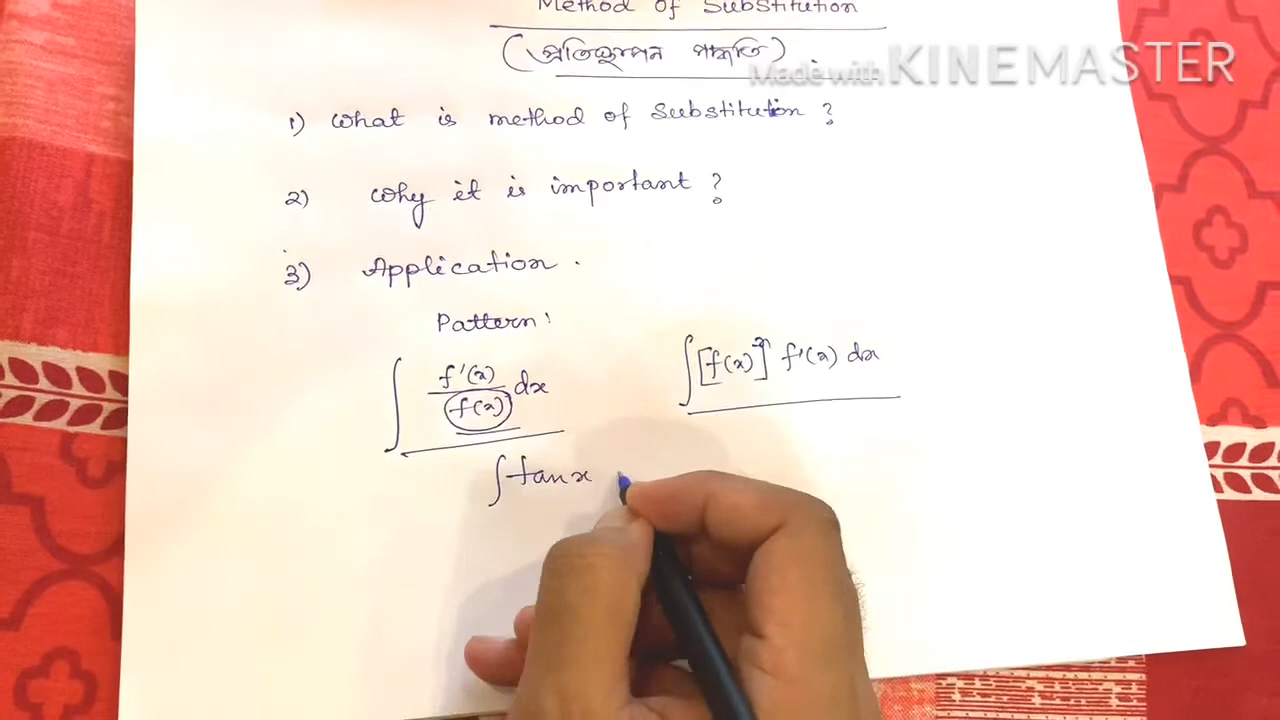 Method of Substitution
(প্রতিস্থাপন পদ্ধতি)
Made with KINEMASTER
1) What is method of Substitution ?
2) Why it is important ?
3) Application .
Pattern:
∫ f'(x)/f(x) dx
∫ [f(x)]ⁿ f'(x) dx
∫ tan x